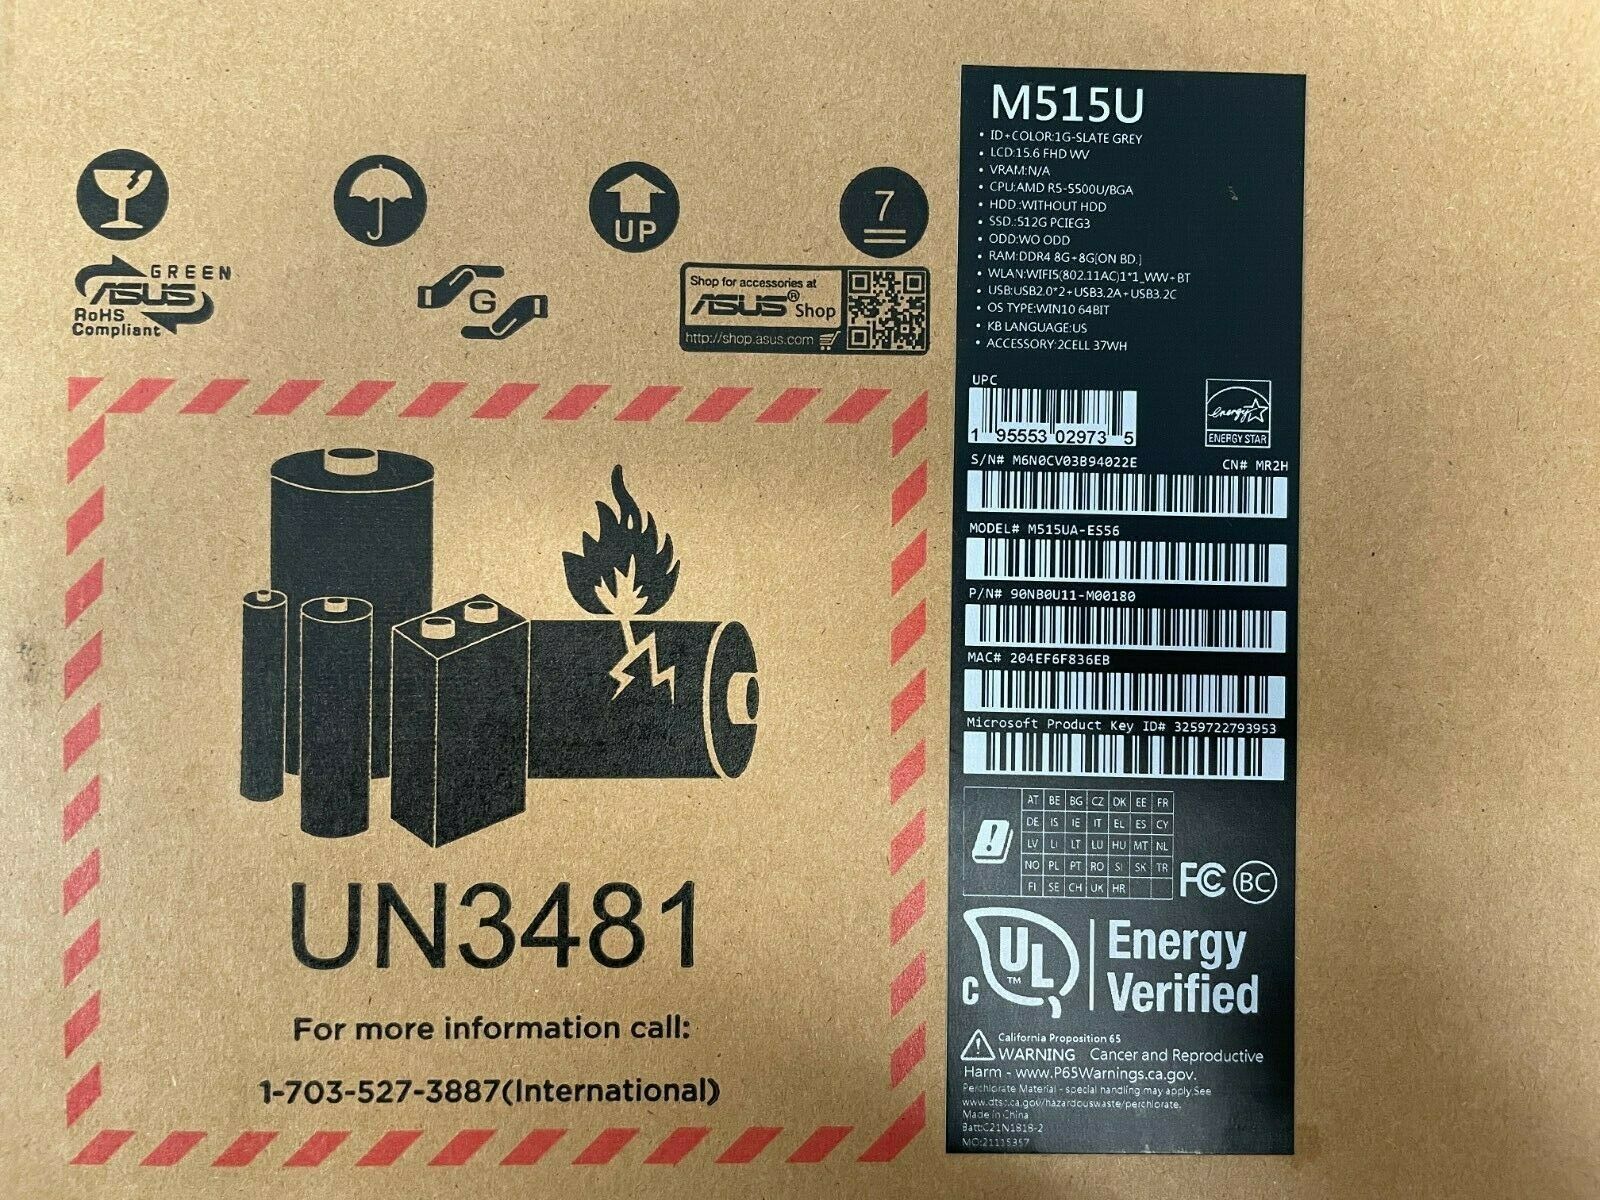 UP
7
GREEN
ASUS
RoHS
Compliant
G
Shop for accessories at
ASUS® Shop
http://shop.asus.com
UN3481
For more information call:
1-703-527-3887(International)
M515U
• ID+COLOR:1G-SLATE GREY
• LCD:15.6 FHD WV
• VRAM:N/A
• CPU:AMD R5-5500U/BGA
• HDD.:WITHOUT HDD
• SSD.:512G PCIEG3
• ODD:WO ODD
• RAM:DDR4 8G+8G(ON BD.)
• WLAN:WIFI5(802.11AC)1*1_WW+BT
• USB:USB2.0*2+USB3.2A+USB3.2C
• OS TYPE:WIN10 64BIT
• KB LANGUAGE:US
• ACCESSORY:2CELL 37WH
UPC
1 95553 02973 5
energy
ENERGY STAR
S/N# M6N0CV03B94022E CN# MR2H
MODEL# M515UA-ES56
P/N# 90NB0U11-M00180
MAC# 204EF6F836EB
Microsoft Product Key ID# 3259722793953
AT BE BG CZ DK EE FR
DE IS IE IT EL ES CY
LV LI LT LU HU MT NL
NO PL PT RO SI SK TR
FI SE CH UK HR
FC BC
C UL ™ Energy
Verified
California Proposition 65
WARNING Cancer and Reproductive
Harm - www.P65Warnings.ca.gov.
Perchlorate Material - special handling may apply.See
www.dtsc.ca.gov/hazardouswaste/perchlorate.
Made in China
Batt:C21N1818-2
MO:21115357